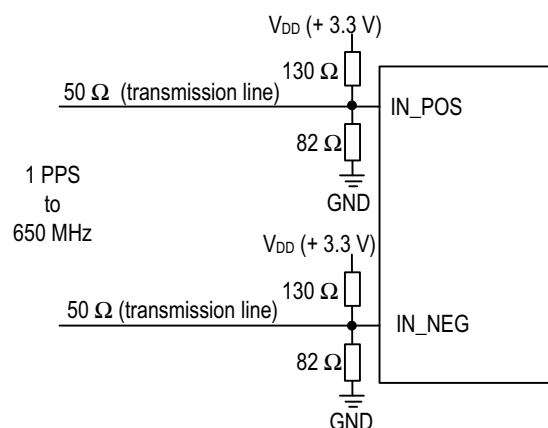 VDD (+ 3.3 V)
130 Ω
50 Ω (transmission line)
IN_POS
82 Ω
1 PPS
to
650 MHz
GND
VDD (+ 3.3 V)
130 Ω
50 Ω (transmission line)
IN_NEG
82 Ω
GND